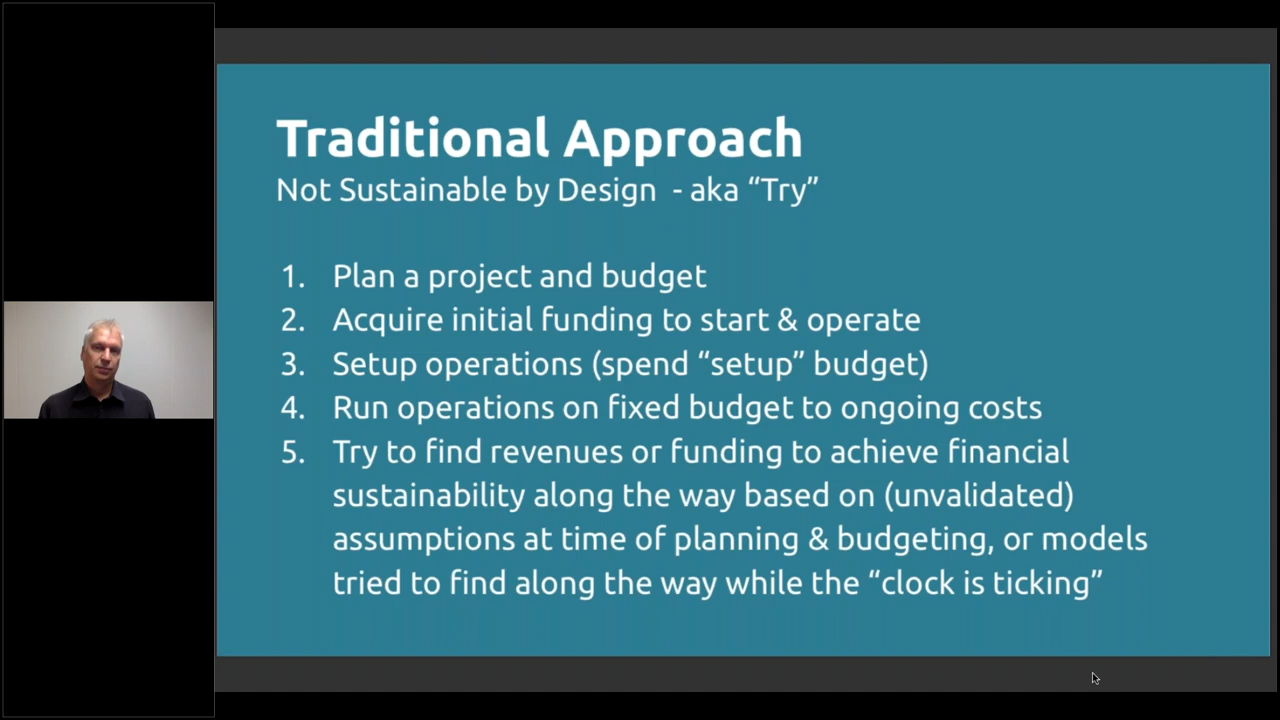 Traditional Approach
Not Sustainable by Design - aka “Try”
1. Plan a project and budget
2. Acquire initial funding to start & operate
3. Setup operations (spend “setup” budget)
4. Run operations on fixed budget to ongoing costs
5. Try to find revenues or funding to achieve financial
sustainability along the way based on (unvalidated)
assumptions at time of planning & budgeting, or models
tried to find along the way while the “clock is ticking”